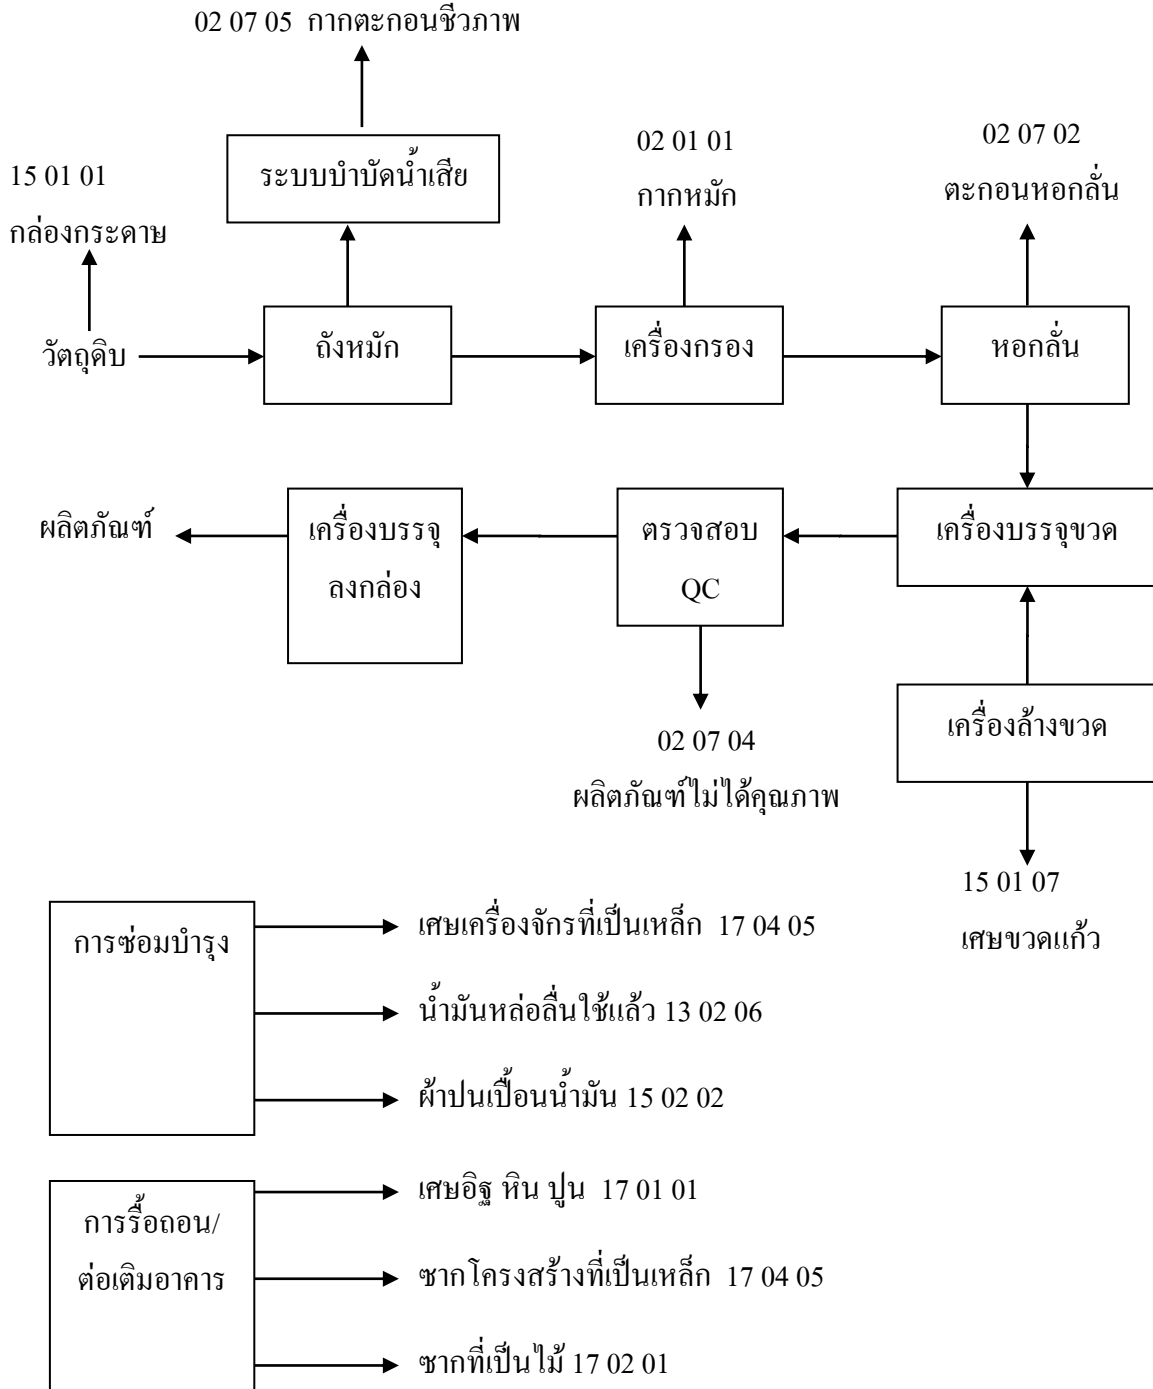 02 07 05  กากตะกอนชีวภาพ
ระบบบำบัดน้ำเสีย
02 01 01
กากหมัก
02 07 02
ตะกอนหอกลั่น
15 01 01
กล่องกระดาษ
วัตถุดิบ
ถังหมัก
เครื่องกรอง
หอกลั่น
ผลิตภัณฑ์
เครื่องบรรจุ
ลงกล่อง
ตรวจสอบ
QC
เครื่องบรรจุขวด
02 07 04
ผลิตภัณฑ์ไม่ได้คุณภาพ
เครื่องล้างขวด
15 01 07
เศษขวดแก้ว
การซ่อมบำรุง
เศษเครื่องจักรที่เป็นเหล็ก  17 04 05
น้ำมันหล่อลื่นใช้แล้ว 13 02 06
ผ้าปนเปื้อนน้ำมัน 15 02 02
การรื้อถอน/
ต่อเติมอาคาร
เศษอิฐ หิน ปูน  17 01 01
ซากโครงสร้างที่เป็นเหล็ก  17 04 05
ซากที่เป็นไม้ 17 02 01